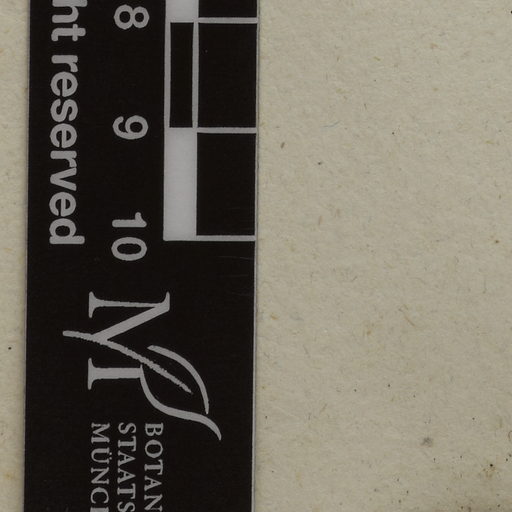 ht reserved
8
9
10
M
BOTAN
STAATS
MÜNCH